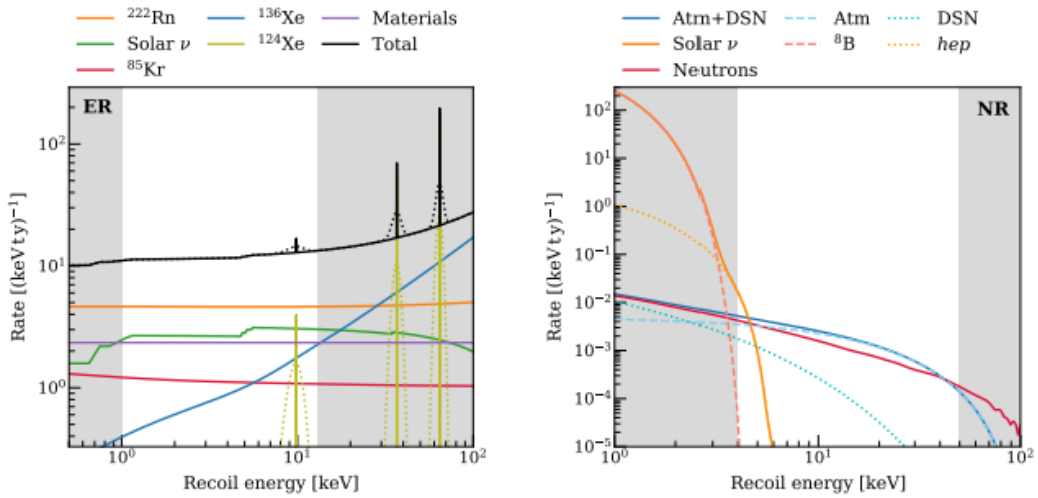 ²²²Rn ¹³⁶Xe Materials
Solar ν ¹²⁴Xe Total
⁸⁵Kr
ER
10²
10¹
10⁰
Rate [(keV t y)⁻¹]
10⁰ 10¹ 10²
Recoil energy [keV]
Atm+DSN Atm DSN
Solar ν ⁸B hep
Neutrons
NR
10²
10¹
10⁰
10⁻¹
10⁻²
10⁻³
10⁻⁴
10⁻⁵
Rate [(keV t y)⁻¹]
10⁰ 10¹ 10²
Recoil energy [keV]